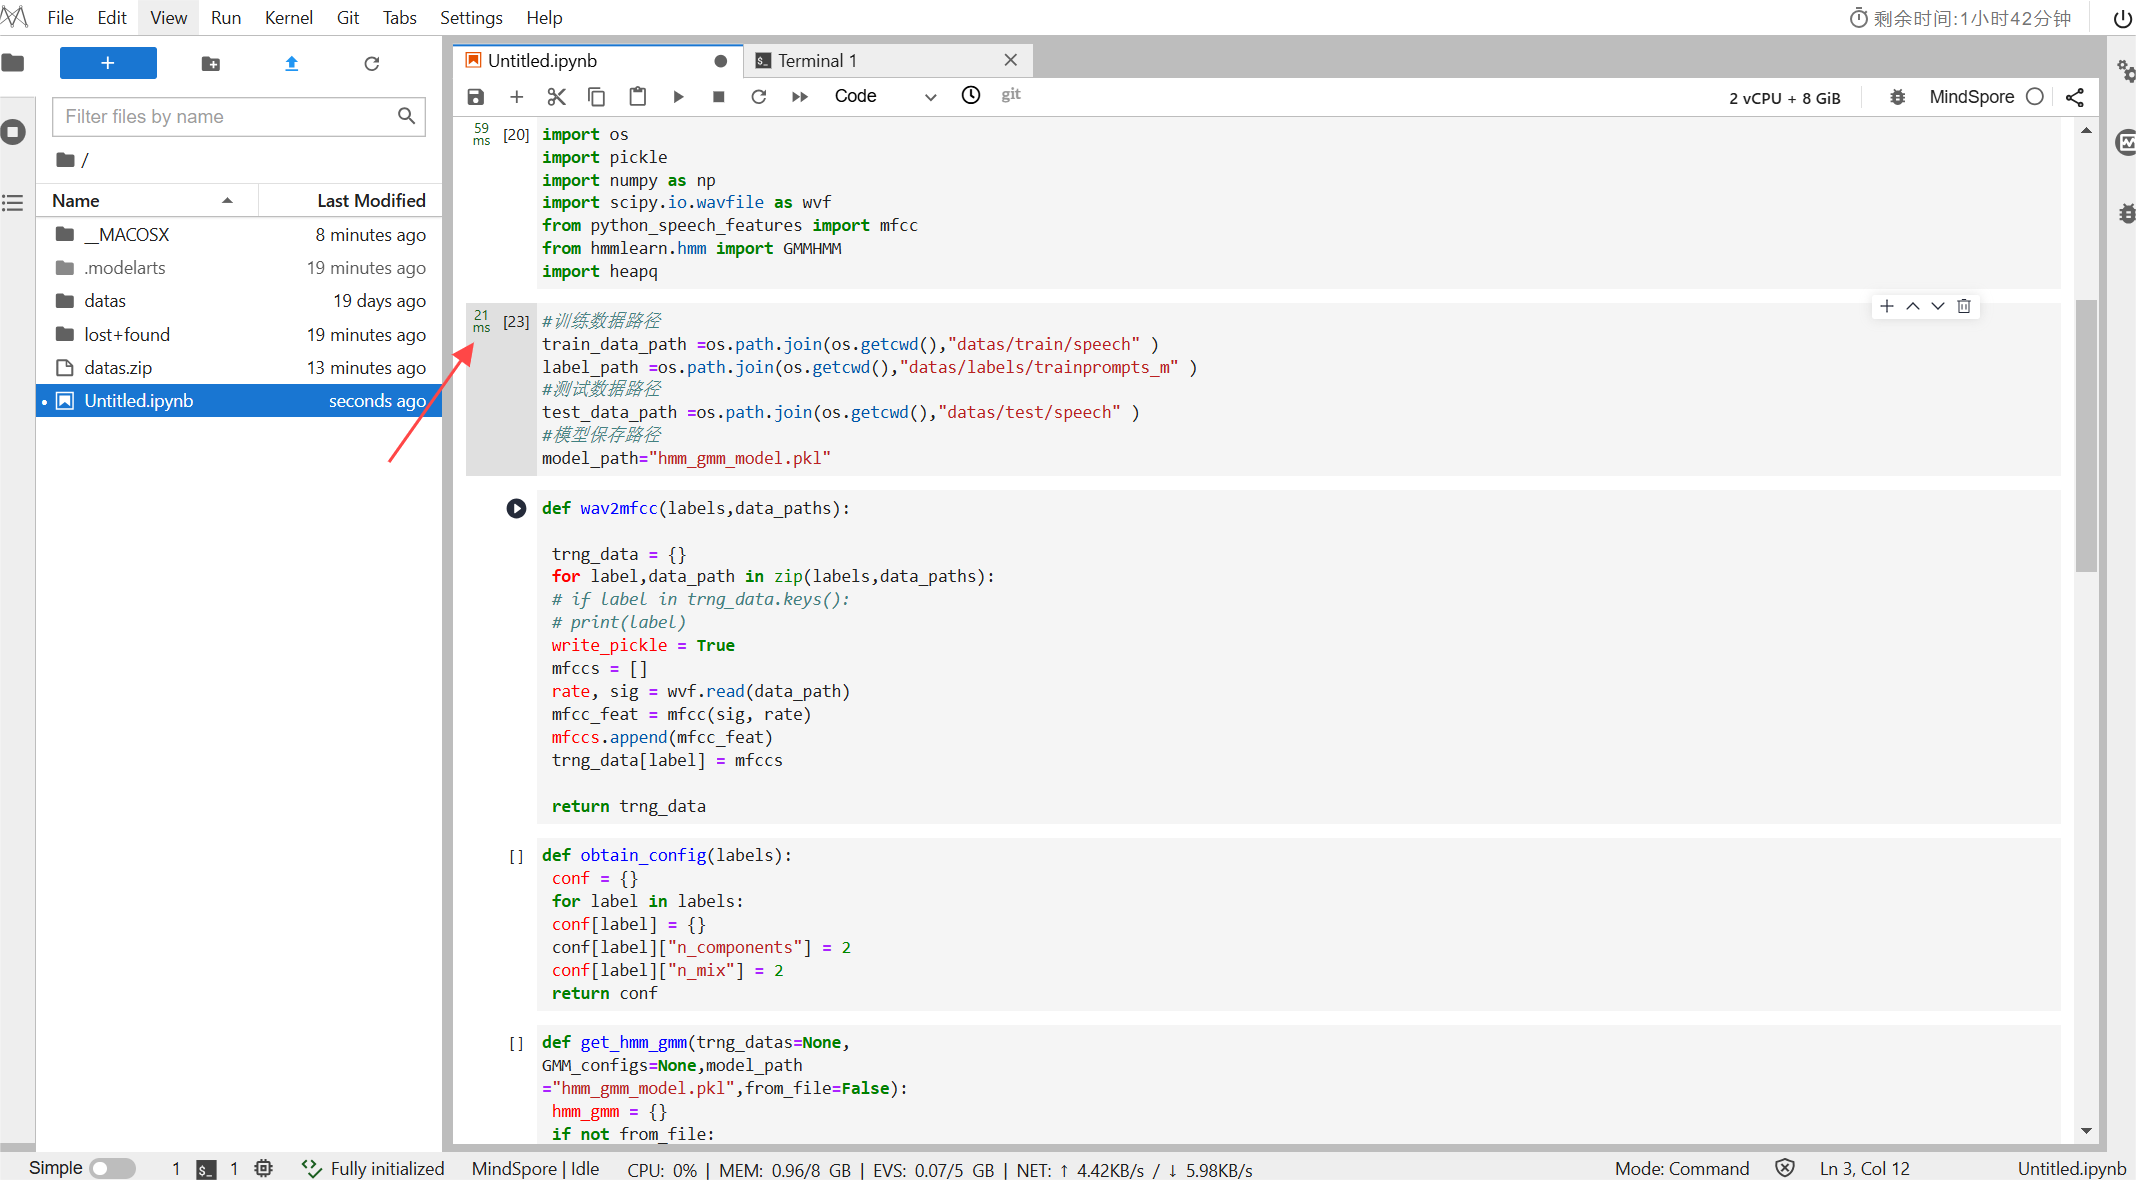 File Edit View Run Kernel Git Tabs Settings Help
剩余时间:1小时42分钟
+
Filter files by name
/
Name Last Modified
__MACOSX 8 minutes ago
.modelarts 19 minutes ago
datas 19 days ago
lost+found 19 minutes ago
datas.zip 13 minutes ago
Untitled.ipynb seconds ago
Untitled.ipynb
Terminal 1
Code
git
2 vCPU + 8 GiB
MindSpore
59 ms [20]
import os
import pickle
import numpy as np
import scipy.io.wavfile as wvf
from python_speech_features import mfcc
from hmmlearn.hmm import GMMHMM
import heapq
21 ms [23]
#训练数据路径
train_data_path =os.path.join(os.getcwd(),"datas/train/speech" )
label_path =os.path.join(os.getcwd(),"datas/labels/trainprompts_m" )
#测试数据路径
test_data_path =os.path.join(os.getcwd(),"datas/test/speech" )
#模型保存路径
model_path="hmm_gmm_model.pkl"
def wav2mfcc(labels,data_paths):
trng_data = {}
for label,data_path in zip(labels,data_paths):
# if label in trng_data.keys():
# print(label)
write_pickle = True
mfccs = []
rate, sig = wvf.read(data_path)
mfcc_feat = mfcc(sig, rate)
mfccs.append(mfcc_feat)
trng_data[label] = mfccs
return trng_data
[ ] def obtain_config(labels):
conf = {}
for label in labels:
conf[label] = {}
conf[label]["n_components"] = 2
conf[label]["n_mix"] = 2
return conf
[ ] def get_hmm_gmm(trng_datas=None,
GMM_configs=None,model_path
="hmm_gmm_model.pkl",from_file=False):
hmm_gmm = {}
if not from_file:
Simple 1 1 Fully initialized MindSpore | Idle CPU: 0% | MEM: 0.96/8 GB | EVS: 0.07/5 GB | NET: ↑ 4.42KB/s / ↓ 5.98KB/s Mode: Command Ln 3, Col 12 Untitled.ipynb